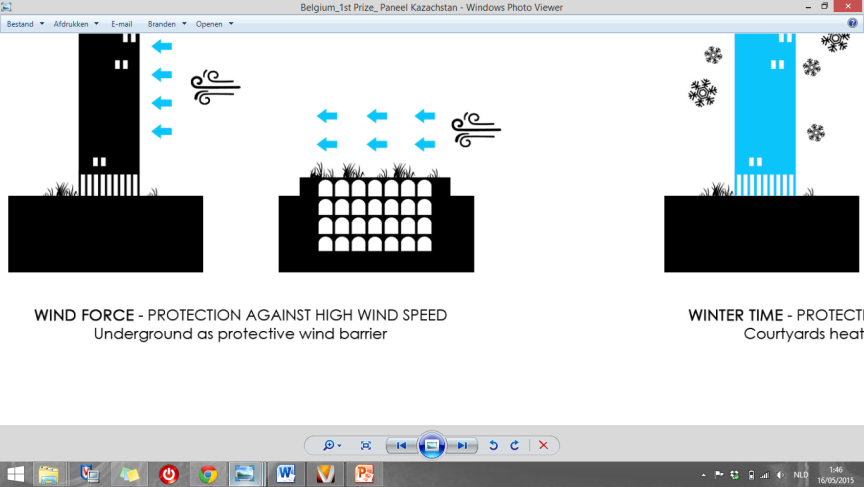 Belgium_1st Prize_ Paneel Kazachstan - Windows Photo Viewer
Bestand Afdrukken E-mail Branden Openen
WIND FORCE - PROTECTION AGAINST HIGH WIND SPEED
Underground as protective wind barrier
WINTER TIME - PROTECTI
Courtyards heat
NLD
1:46
16/05/2015